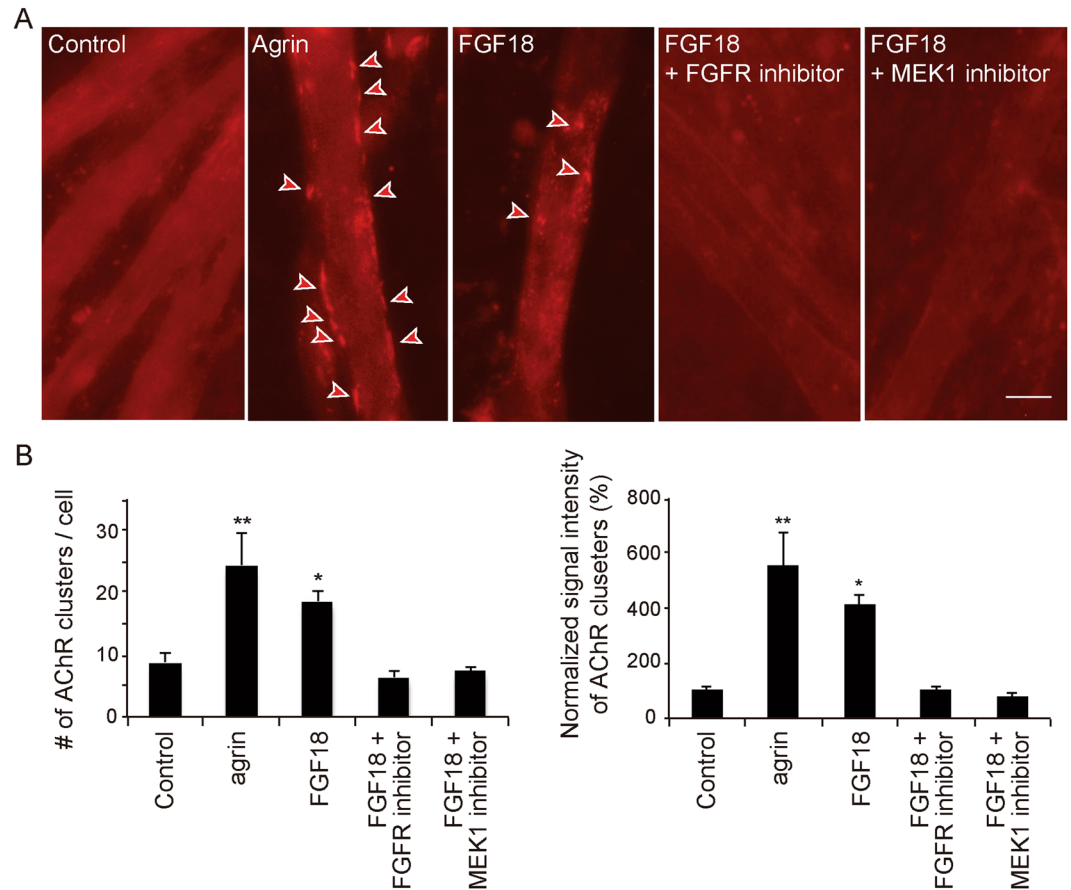 A
Control
Agrin
FGF18
FGF18
+ FGFR inhibitor
FGF18
+ MEK1 inhibitor
B
# of AChR clusters / cell
30
20
10
0
**
*
Control
agrin
FGF18
FGF18 +
FGFR inhibitor
FGF18 +
MEK1 inhibitor
Normalized signal intensity
of AChR cluseters (%)
800
600
400
200
0
**
*
Control
agrin
FGF18
FGF18 +
FGFR inhibitor
FGF18 +
MEK1 inhibitor